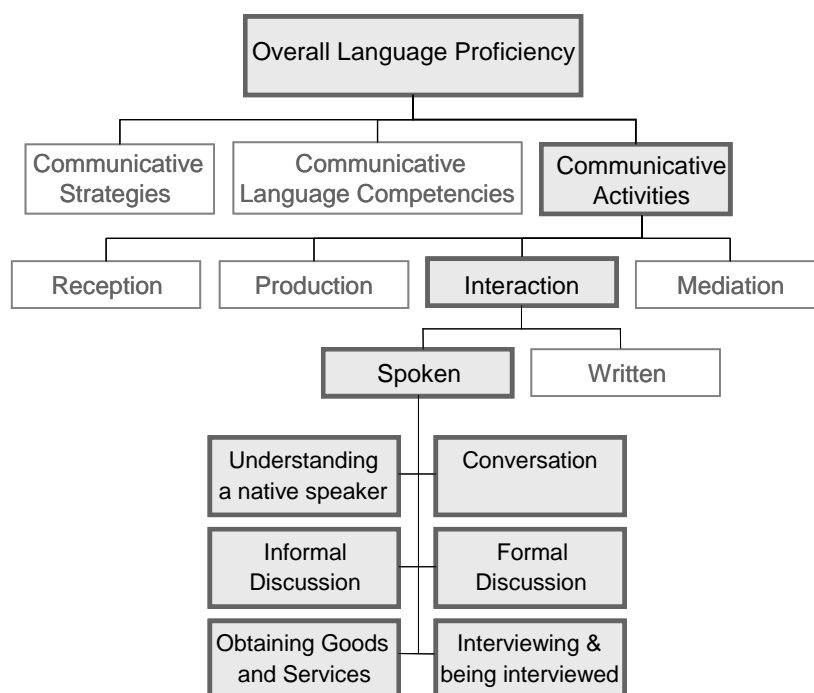 Overall Language Proficiency
Communicative
Strategies
Communicative
Language Competencies
Communicative
Activities
Reception
Production
Interaction
Mediation
Spoken
Written
Understanding
a native speaker
Conversation
Informal
Discussion
Formal
Discussion
Obtaining Goods
and Services
Interviewing &
being interviewed